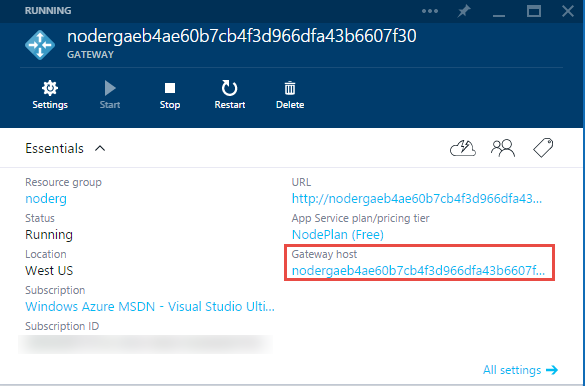 RUNNING
nodergaeb4ae60b7cb4f3d966dfa43b6607f30
GATEWAY
Settings Start Stop Restart Delete
Essentials
Resource group
noderg
Status
Running
Location
West US
Subscription
Windows Azure MSDN - Visual Studio Ulti...
Subscription ID
URL
http://nodergaeb4ae60b7cb4f3d966dfa43...
App Service plan/pricing tier
NodePlan (Free)
Gateway host
nodergaeb4ae60b7cb4f3d966dfa43b6607f...
All settings